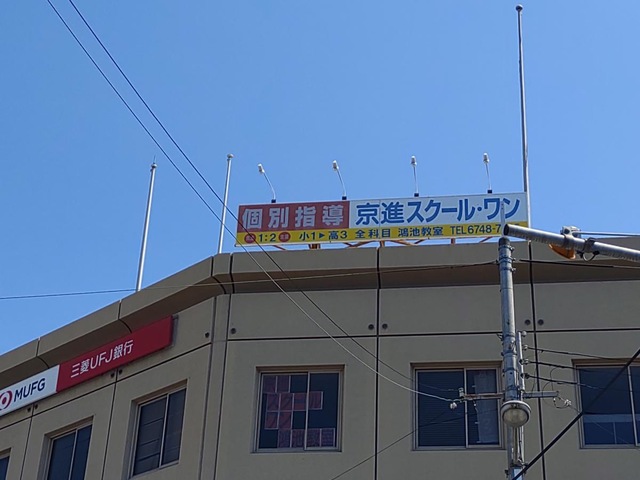 個別指導 京進スクール・ワン
1:2 小1▶高3 全科目 鴻池教室 TEL6748-7
MUFG 三菱UFJ銀行